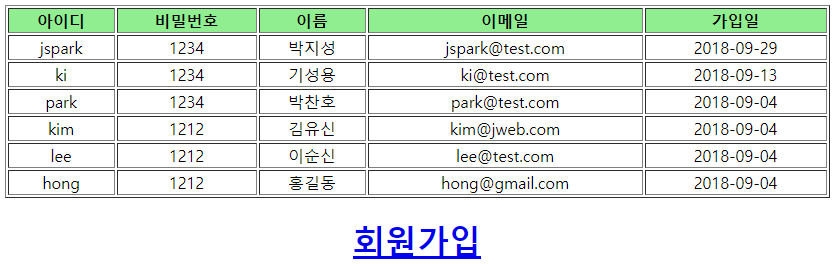 아이디 비밀번호 이름 이메일 가입일
jspark 1234 박지성 jspark@test.com 2018-09-29
ki 1234 기성용 ki@test.com 2018-09-13
park 1234 박찬호 park@test.com 2018-09-04
kim 1212 김유신 kim@jweb.com 2018-09-04
lee 1212 이순신 lee@test.com 2018-09-04
hong 1212 홍길동 hong@gmail.com 2018-09-04
회원가입